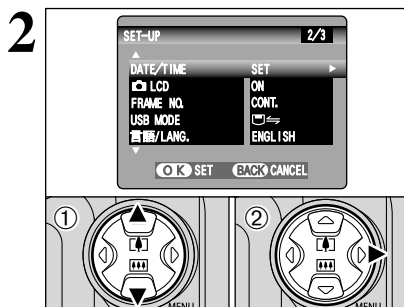 2
SET-UP 2/3
DATE/TIME SET
LCD ON
FRAME NO. CONT.
USB MODE
言語/LANG. ENGLISH
OK SET BACK CANCEL
① ②
MENU MENU